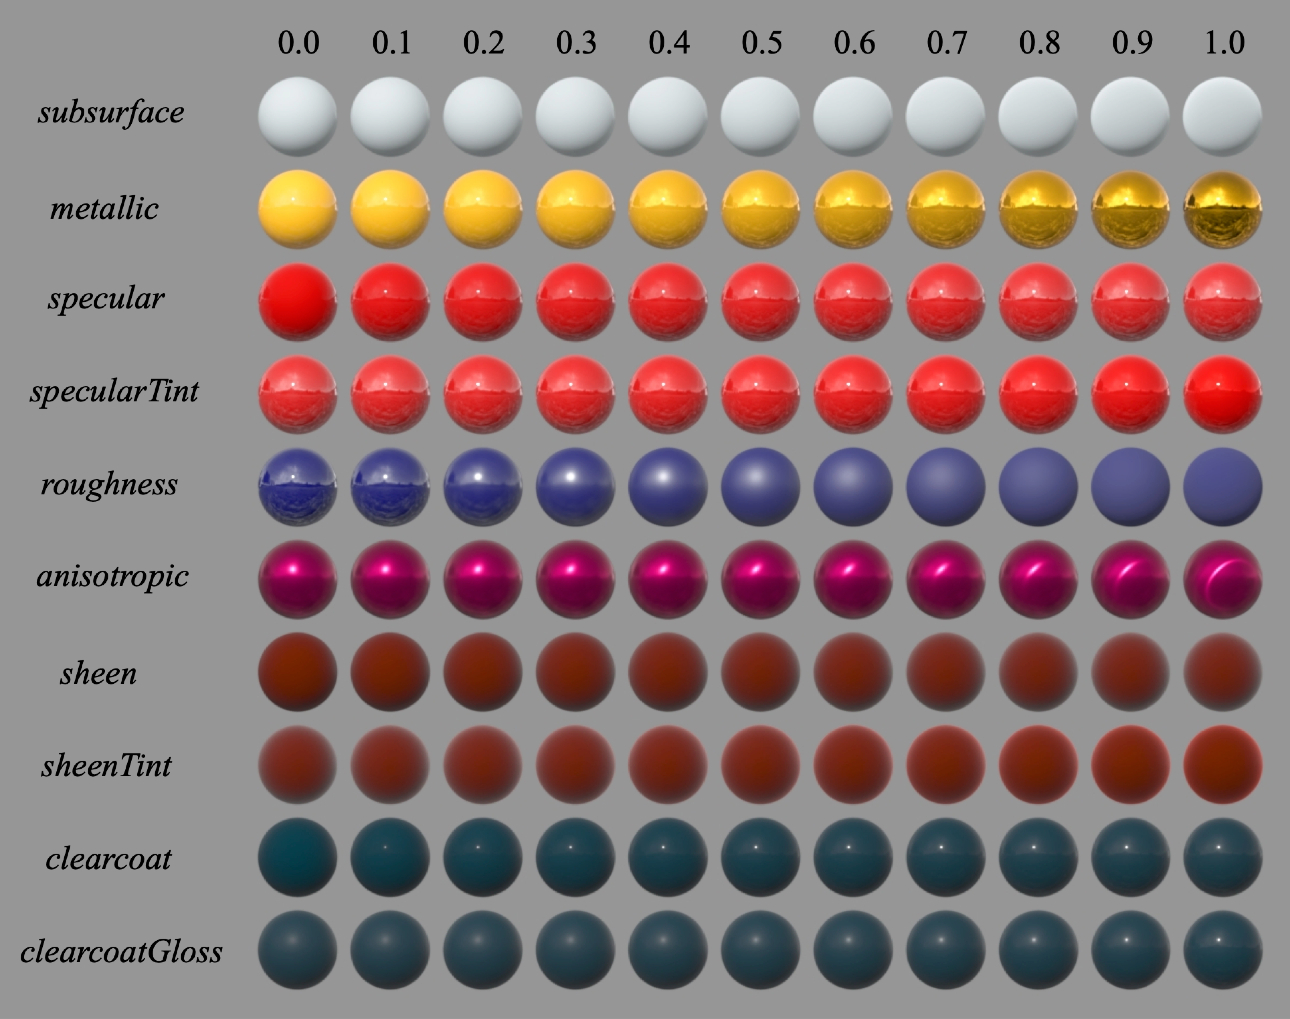 0.0 0.1 0.2 0.3 0.4 0.5 0.6 0.7 0.8 0.9 1.0
subsurface
metallic
specular
specularTint
roughness
anisotropic
sheen
sheenTint
clearcoat
clearcoatGloss